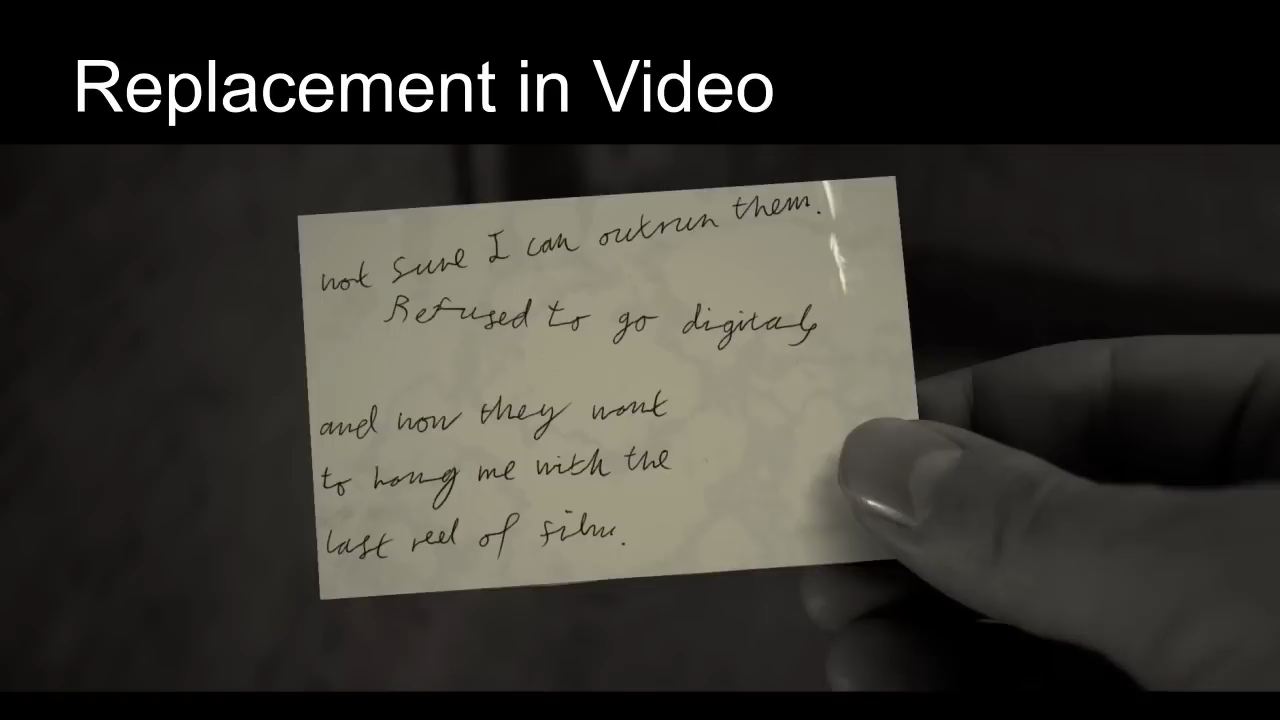 Replacement in Video
not sure I can outrun them.
Refused to go digital,
and now they want
to hang me with the
last reel of film.